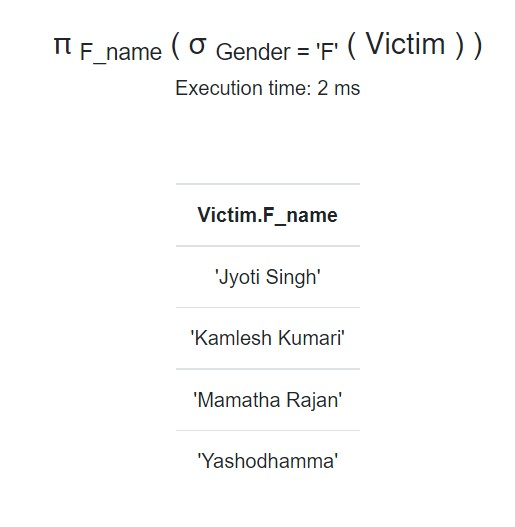 π F_name ( σ Gender = 'F' ( Victim ) )
Execution time: 2 ms
Victim.F_name
'Jyoti Singh'
'Kamlesh Kumari'
'Mamatha Rajan'
'Yashodhamma'